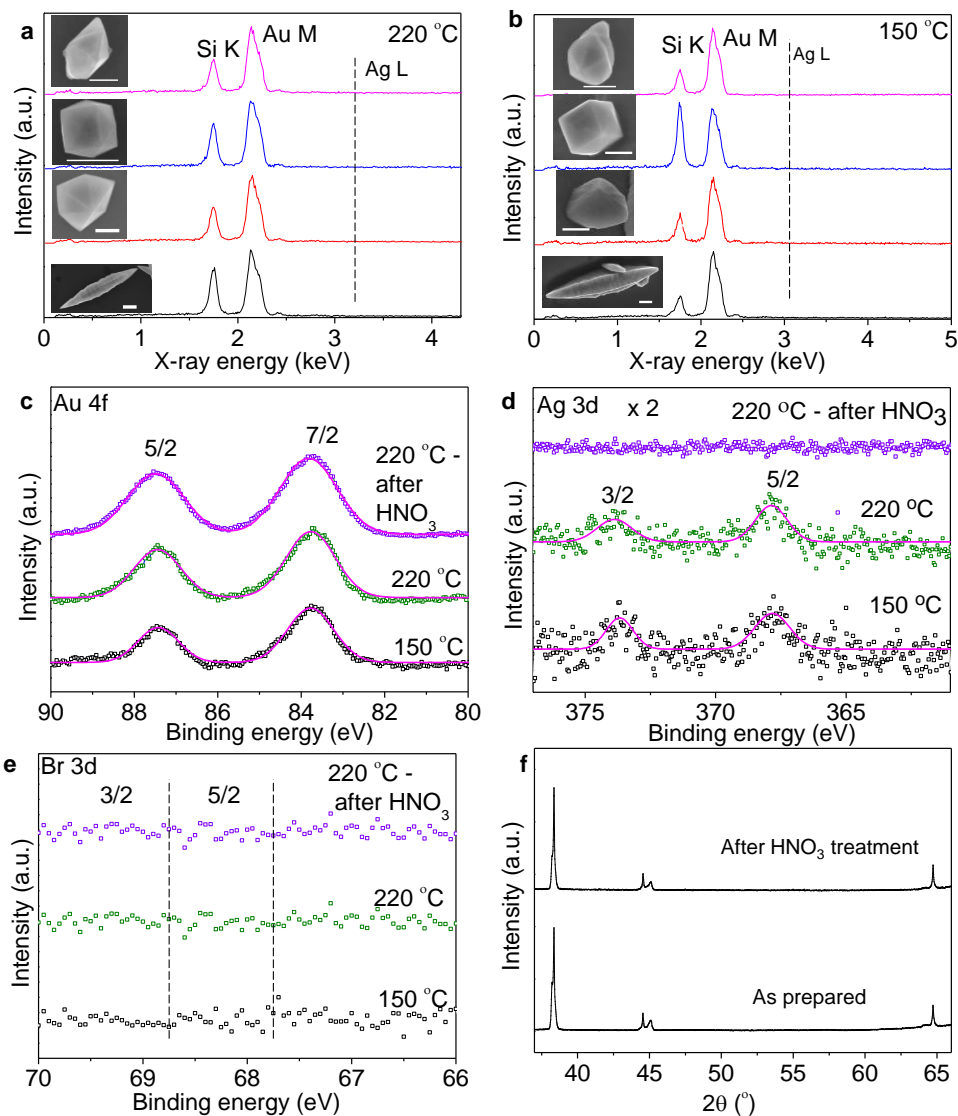 a
220 °C
Si K
Au M
Ag L
Intensity (a.u.)
0 1 2 3 4
X-ray energy (keV)
b
150 °C
Si K
Au M
Ag L
Intensity (a.u.)
0 1 2 3 4 5
X-ray energy (keV)
c
Au 4f
5/2
7/2
220 °C -
after
HNO₃
220 °C
150 °C
Intensity (a.u.)
90 88 86 84 82 80
Binding energy (eV)
d
Ag 3d x 2
220 °C - after HNO₃
3/2
5/2
220 °C
150 °C
Intensity (a.u.)
375 370 365
Binding energy (eV)
e
Br 3d
3/2
5/2
220 °C -
after HNO₃
220 °C
150 °C
Intensity (a.u.)
70 69 68 67 66
Binding energy (eV)
f
After HNO₃ treatment
As prepared
Intensity (a.u.)
40 45 50 55 60 65
2θ (°)